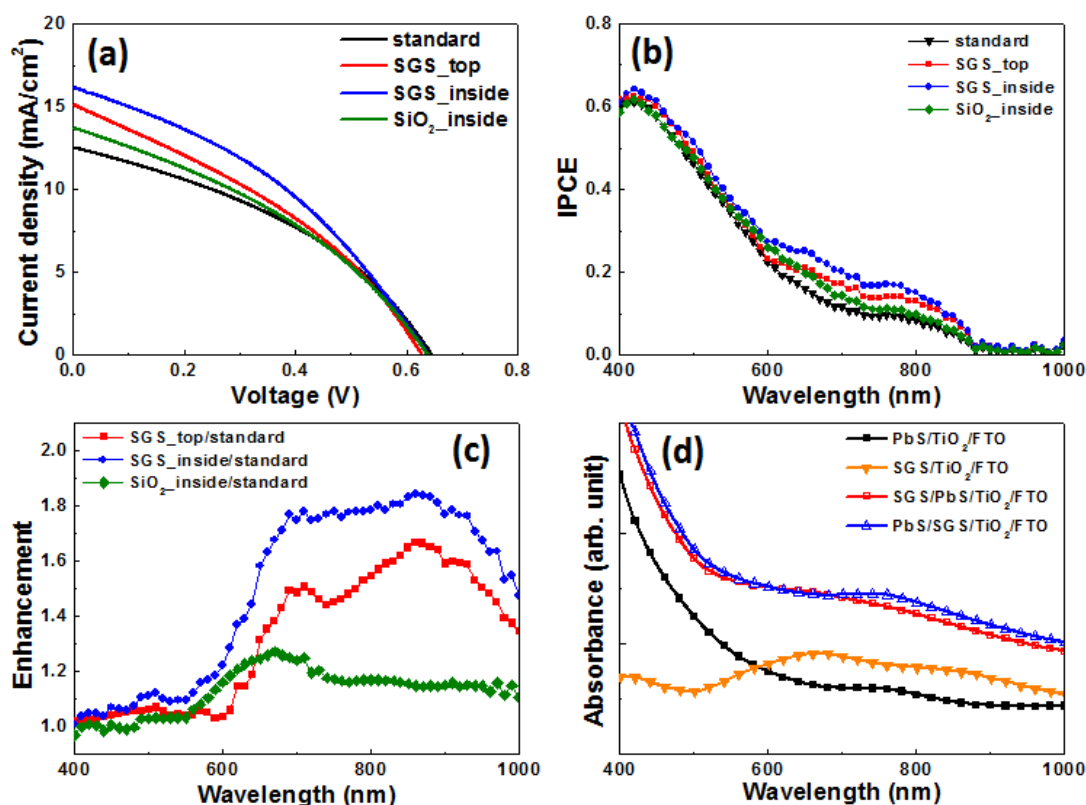 (a)
standard
SGS_top
SGS_inside
SiO₂_inside
Current density (mA/cm²)
20
15
10
5
0
0.0 0.2 0.4 0.6 0.8
Voltage (V)
(b)
standard
SGS_top
SGS_inside
SiO₂_inside
IPCE
0.8
0.6
0.4
0.2
0.0
400 600 800 1000
Wavelength (nm)
(c)
SGS_top/standard
SGS_inside/standard
SiO₂_inside/standard
Enhancement
2.0
1.8
1.6
1.4
1.2
1.0
400 600 800 1000
Wavelength (nm)
(d)
PbS/TiO₂/FTO
SGS/TiO₂/FTO
SGS/PbS/TiO₂/FTO
PbS/SGS/TiO₂/FTO
Absorbance (arb. unit)
400 600 800 1000
Wavelength (nm)